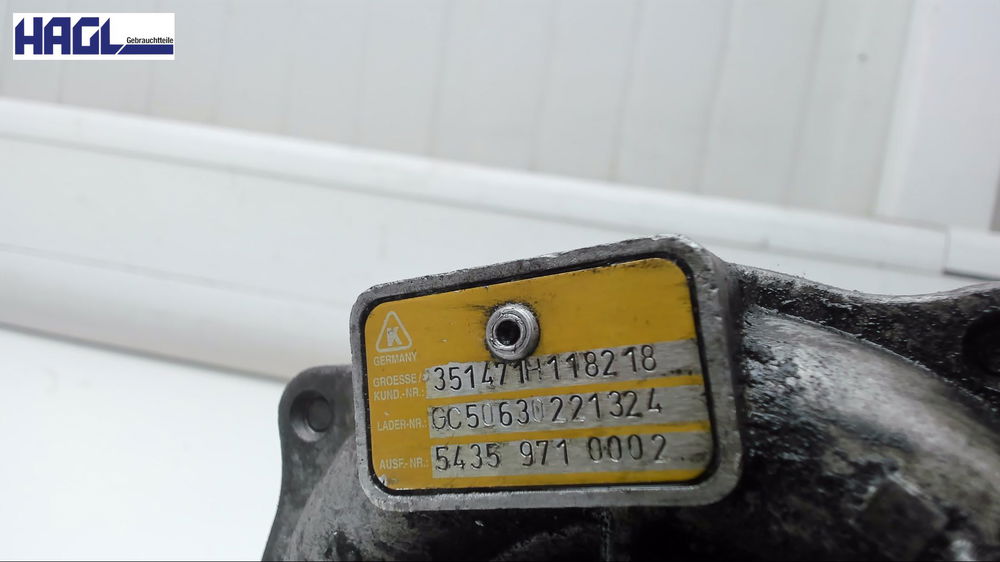 HAGL
Gebrauchtteile
K
GERMANY
GROESSE/
KUND.-NR.: 351471H118218
LADER-NR.: GC50630221324
AUSF.-NR.: 5435 971 0002